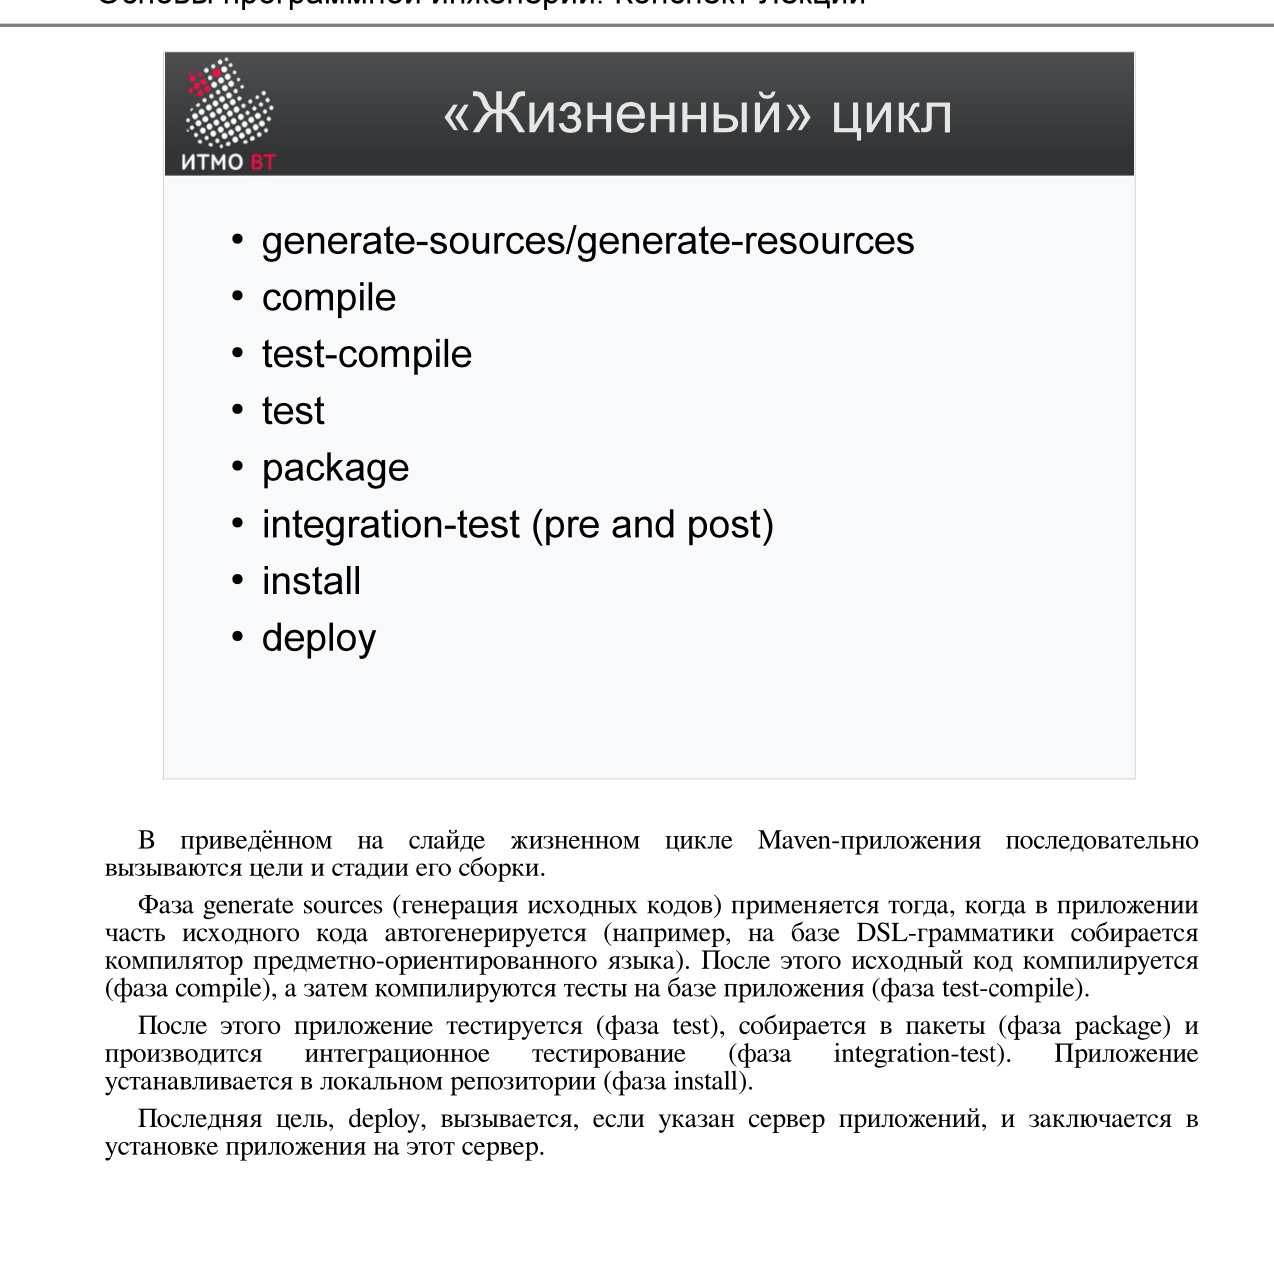 Основы программной инженерии. Конспект лекций
«Жизненный» цикл
ИТМО ВТ
• generate-sources/generate-resources
• compile
• test-compile
• test
• package
• integration-test (pre and post)
• install
• deploy
В приведённом на слайде жизненном цикле Maven-приложения последовательно
вызываются цели и стадии его сборки.
Фаза generate sources (генерация исходных кодов) применяется тогда, когда в приложении
часть исходного кода автогенерируется (например, на базе DSL-грамматики собирается
компилятор предметно-ориентированного языка). После этого исходный код компилируется
(фаза compile), а затем компилируются тесты на базе приложения (фаза test-compile).
После этого приложение тестируется (фаза test), собирается в пакеты (фаза package) и
производится интеграционное тестирование (фаза integration-test). Приложение
устанавливается в локальном репозитории (фаза install).
Последняя цель, deploy, вызывается, если указан сервер приложений, и заключается в
установке приложения на этот сервер.